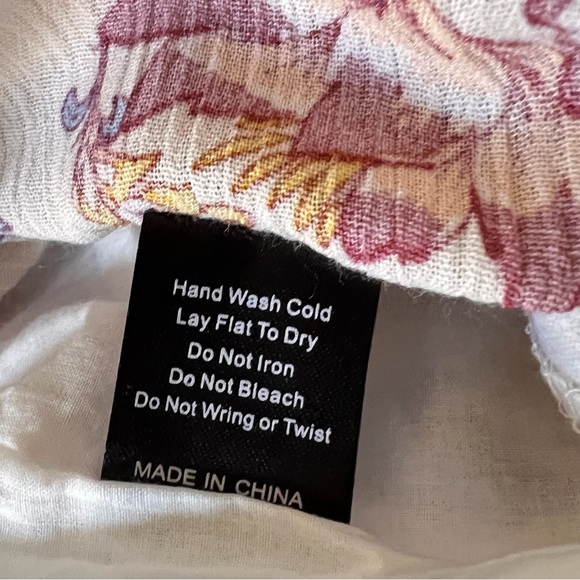 Hand Wash Cold
Lay Flat To Dry
Do Not Iron
Do Not Bleach
Do Not Wring or Twist
MADE IN CHINA